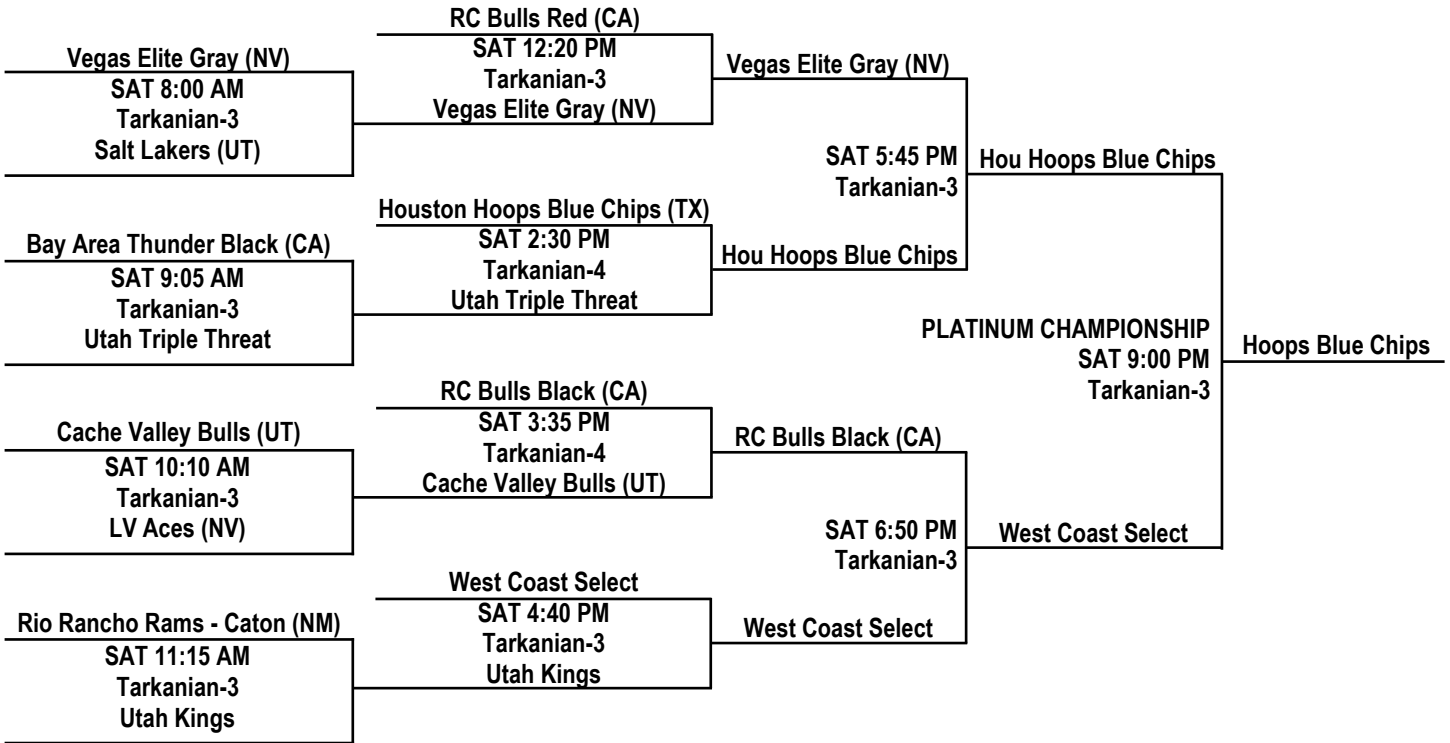 RC Bulls Red (CA)
Vegas Elite Gray (NV)
SAT 12:20 PM
Tarkanian-3
Vegas Elite Gray (NV)
SAT 8:00 AM
Tarkanian-3
Vegas Elite Gray (NV)
Salt Lakers (UT)
SAT 5:45 PM
Tarkanian-3
Hou Hoops Blue Chips
Houston Hoops Blue Chips (TX)
Bay Area Thunder Black (CA)
SAT 2:30 PM
Tarkanian-4
Hou Hoops Blue Chips
SAT 9:05 AM
Tarkanian-3
Utah Triple Threat
Utah Triple Threat
PLATINUM CHAMPIONSHIP
SAT 9:00 PM
Tarkanian-3
Hoops Blue Chips
RC Bulls Black (CA)
Cache Valley Bulls (UT)
SAT 3:35 PM
Tarkanian-4
RC Bulls Black (CA)
SAT 10:10 AM
Tarkanian-3
Cache Valley Bulls (UT)
LV Aces (NV)
SAT 6:50 PM
Tarkanian-3
West Coast Select
West Coast Select
Rio Rancho Rams - Caton (NM)
SAT 4:40 PM
Tarkanian-3
West Coast Select
SAT 11:15 AM
Tarkanian-3
Utah Kings
Utah Kings